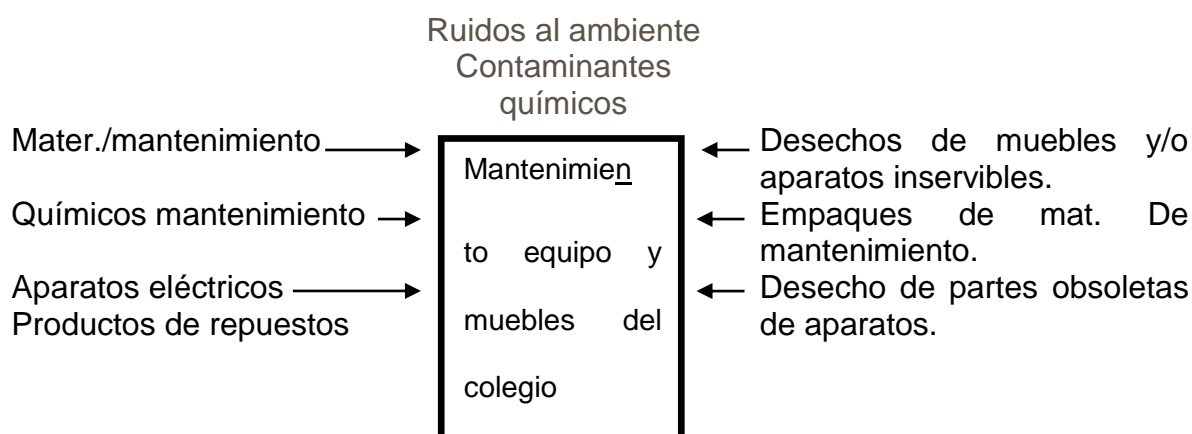 Ruidos al ambiente
Contaminantes
químicos
Mater./mantenimiento
Químicos mantenimiento
Aparatos eléctricos
Productos de repuestos
Mantenimien
to equipo y
muebles del
colegio
Desechos de muebles y/o
aparatos inservibles.
Empaques de mat. De
mantenimiento.
Desecho de partes obsoletas
de aparatos.